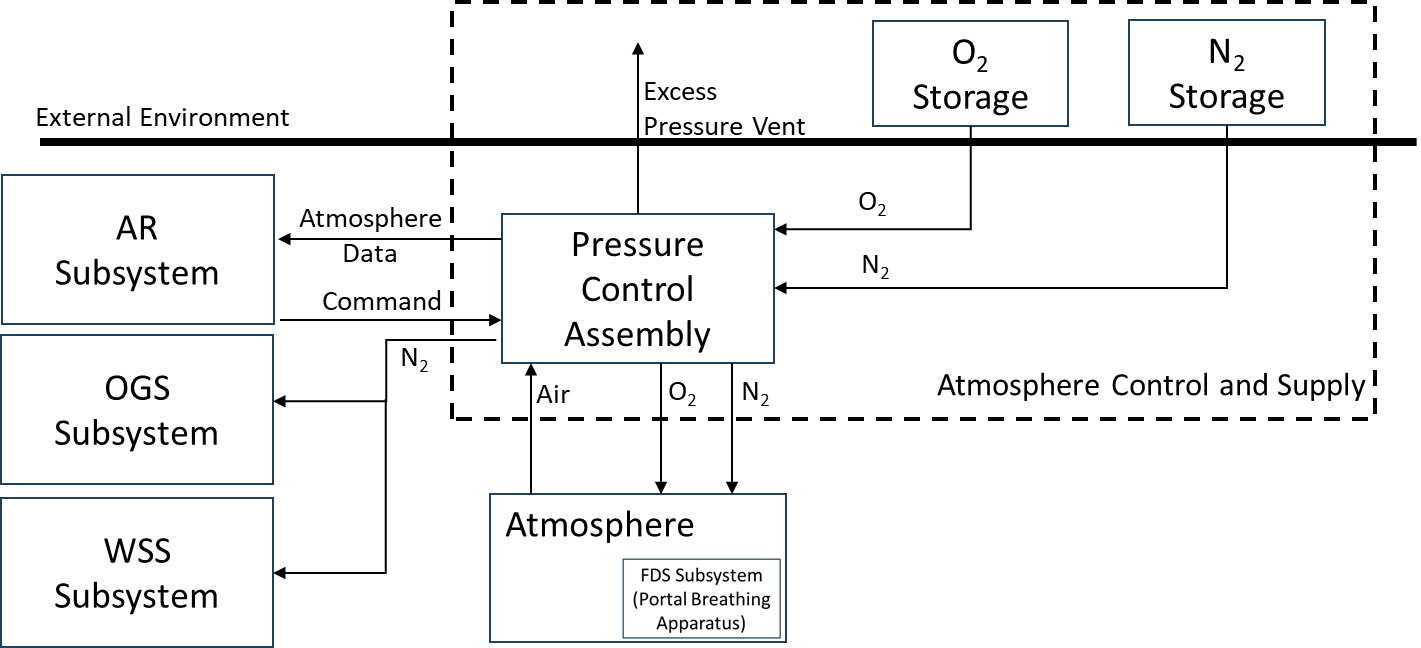 O₂
Storage
N₂
Storage
Excess
Pressure Vent
External Environment
AR
Subsystem
Atmosphere
Data
Command
Pressure
Control
Assembly
O₂
N₂
N₂
OGS
Subsystem
Air
O₂
N₂
Atmosphere Control and Supply
WSS
Subsystem
Atmosphere
FDS Subsystem
(Portal Breathing
Apparatus)